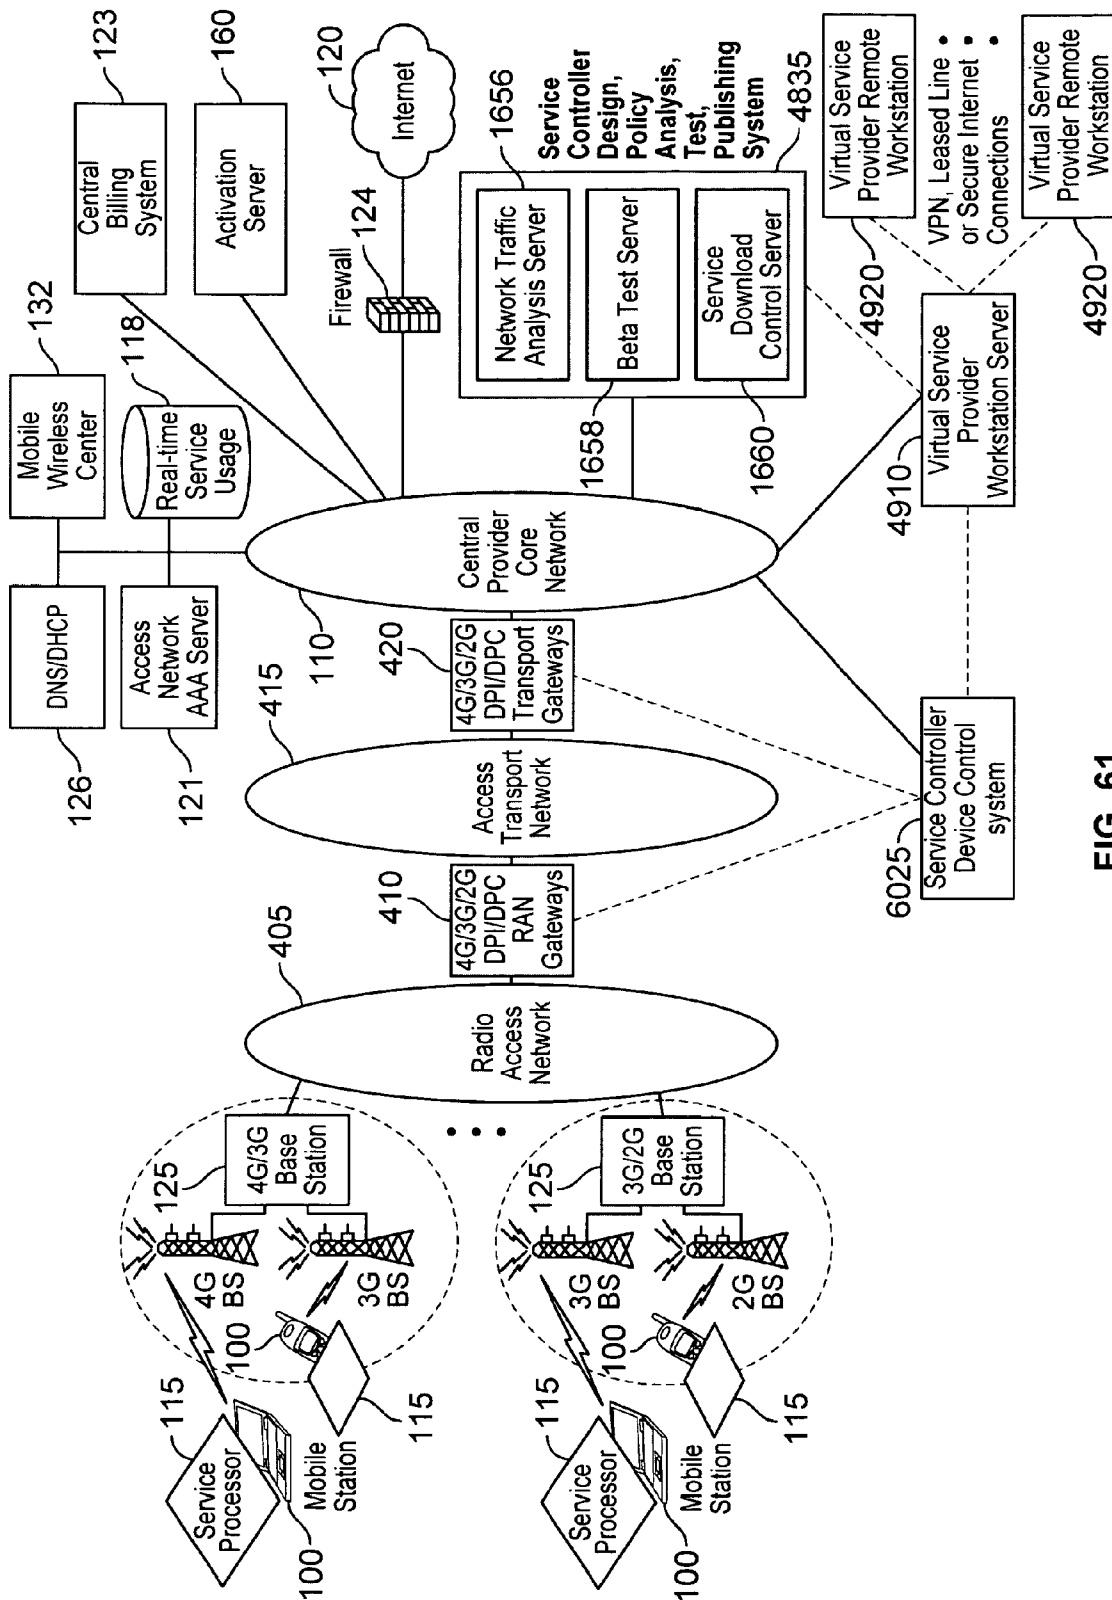 126
DNS/DHCP
Mobile
Wireless
Center
132
121
Access
Network
AAA Server
Real-time
Service
Usage
118
Central
Billing
System
123
Activation
Server
160
Service
Processor
115
100
Mobile
Station
100
115
4G
BS
3G
BS
125
4G/3G
Base
Station
Service
Processor
115
100
Mobile
Station
100
115
3G
BS
2G
BS
125
3G/2G
Base
Station
405
Radio
Access
Network
410
4G/3G/2G
DPI/DPC
RAN
Gateways
415
Access
Transport
Network
420
4G/3G/2G
DPI/DPC
Transport
Gateways
110
Central
Provider
Core
Network
Firewall
124
Internet
120
Network Traffic
Analysis Server
1656
1658
Beta Test Server
1660
Service
Download
Control Server
Service
Controller
Design,
Policy
Analysis,
Test,
Publishing
System
4835
6025
Service Controller
Device Control
system
4910
Virtual Service
Provider
Workstation Server
4920
Virtual Service
Provider Remote
Workstation
VPN, Leased Line
or Secure Internet
Connections
4920
Virtual Service
Provider Remote
Workstation
FIG. 61